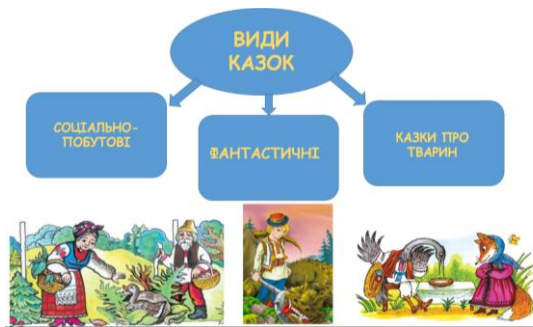 ВИДИ
КАЗОК
СОЦІАЛЬНО-
ПОБУТОВІ
ФАНТАСТИЧНІ
КАЗКИ ПРО
ТВАРИН